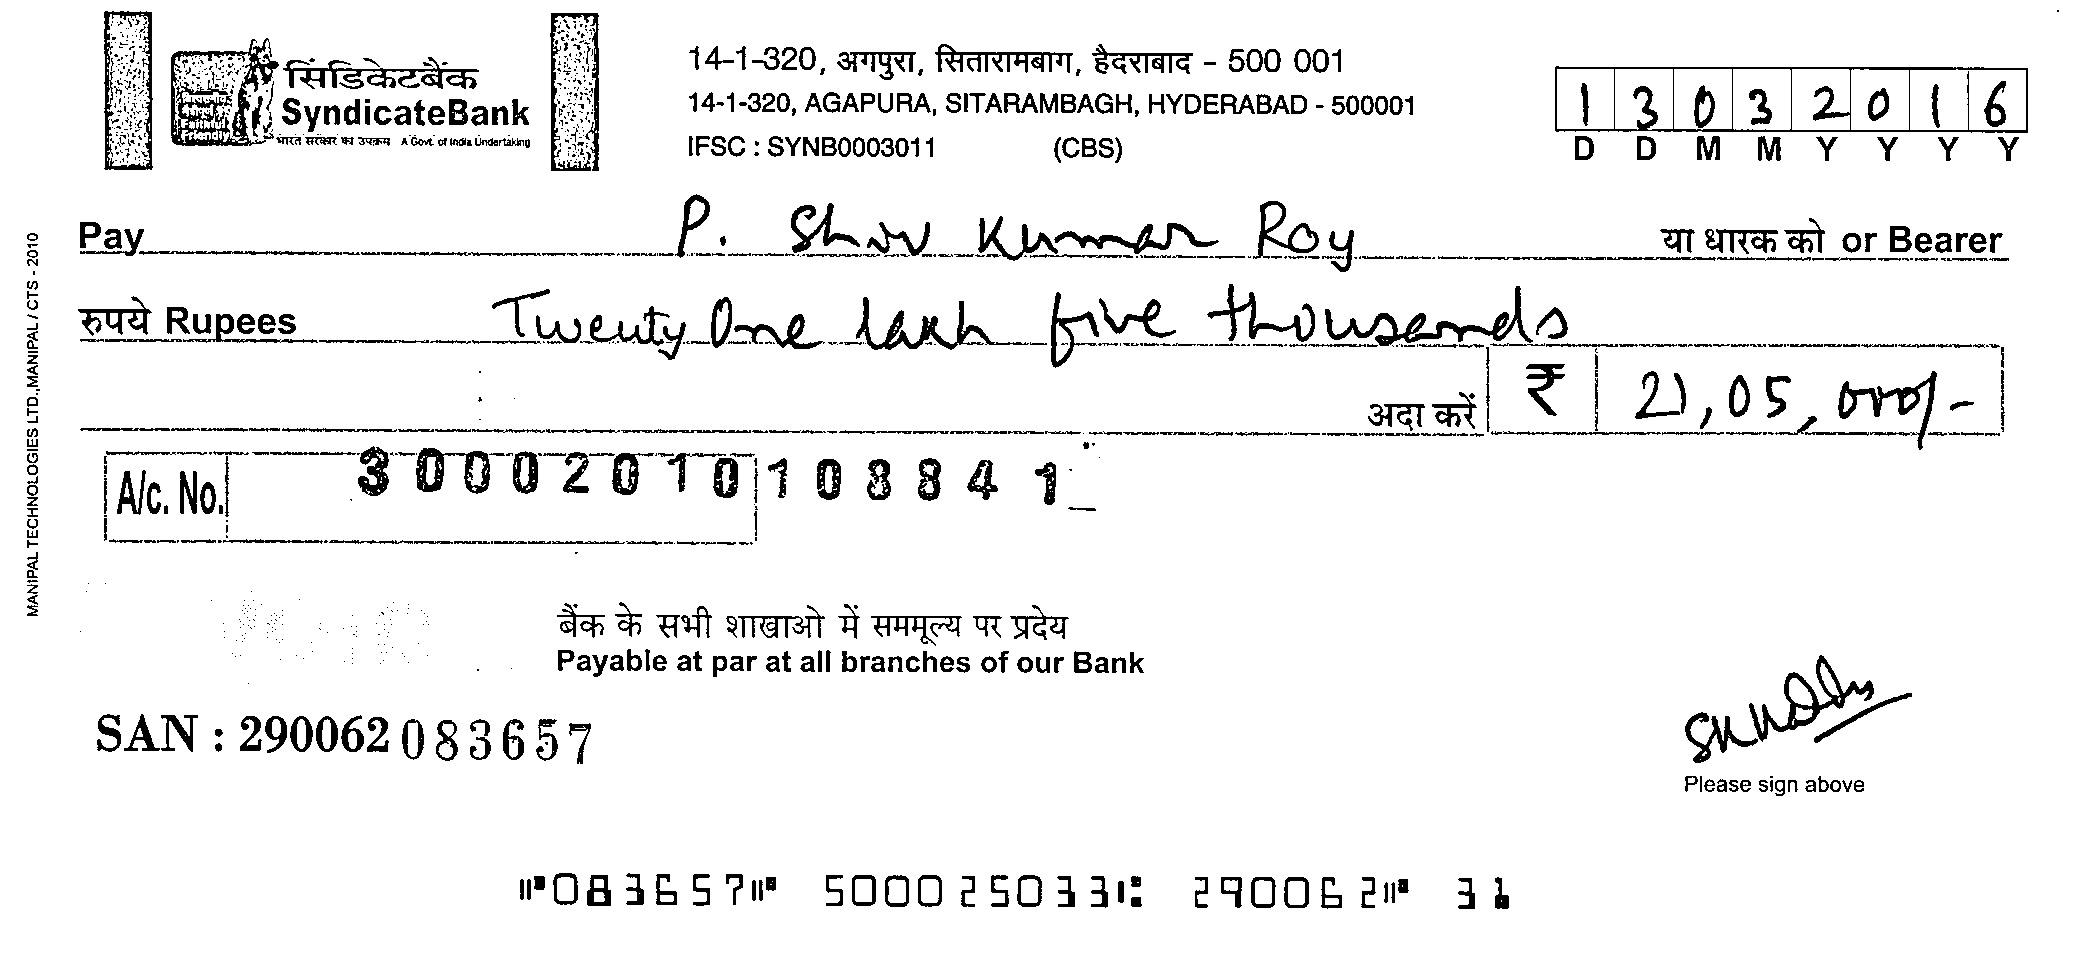 सिंडिकेटबैंक
SyndicateBank
भारत सरकार का उपक्रम A Govt. of India Undertaking
14-1-320, अगपुरा, सितारामबाग, हैदराबाद - 500 001
14-1-320, AGAPURA, SITARAMBAGH, HYDERABAD - 500001
IFSC : SYNB0003011 (CBS)
1 3 0 3 2 0 1 6
D D M M Y Y Y Y
Pay P. Shiv Kumar Roy या धारक को or Bearer
रुपये Rupees Twenty One lakh five thousands
अदा करें ₹ 21,05,000/-
A/c. No. 30002010108841
MANIPAL TECHNOLOGIES LTD.,MANIPAL / CTS - 2010
बैंक के सभी शाखाओ में सममूल्य पर प्रदेय
Payable at par at all branches of our Bank
SAN : 290062083657
Please sign above
⑈083657⑈ 500025033⑆ 290062⑈ 31